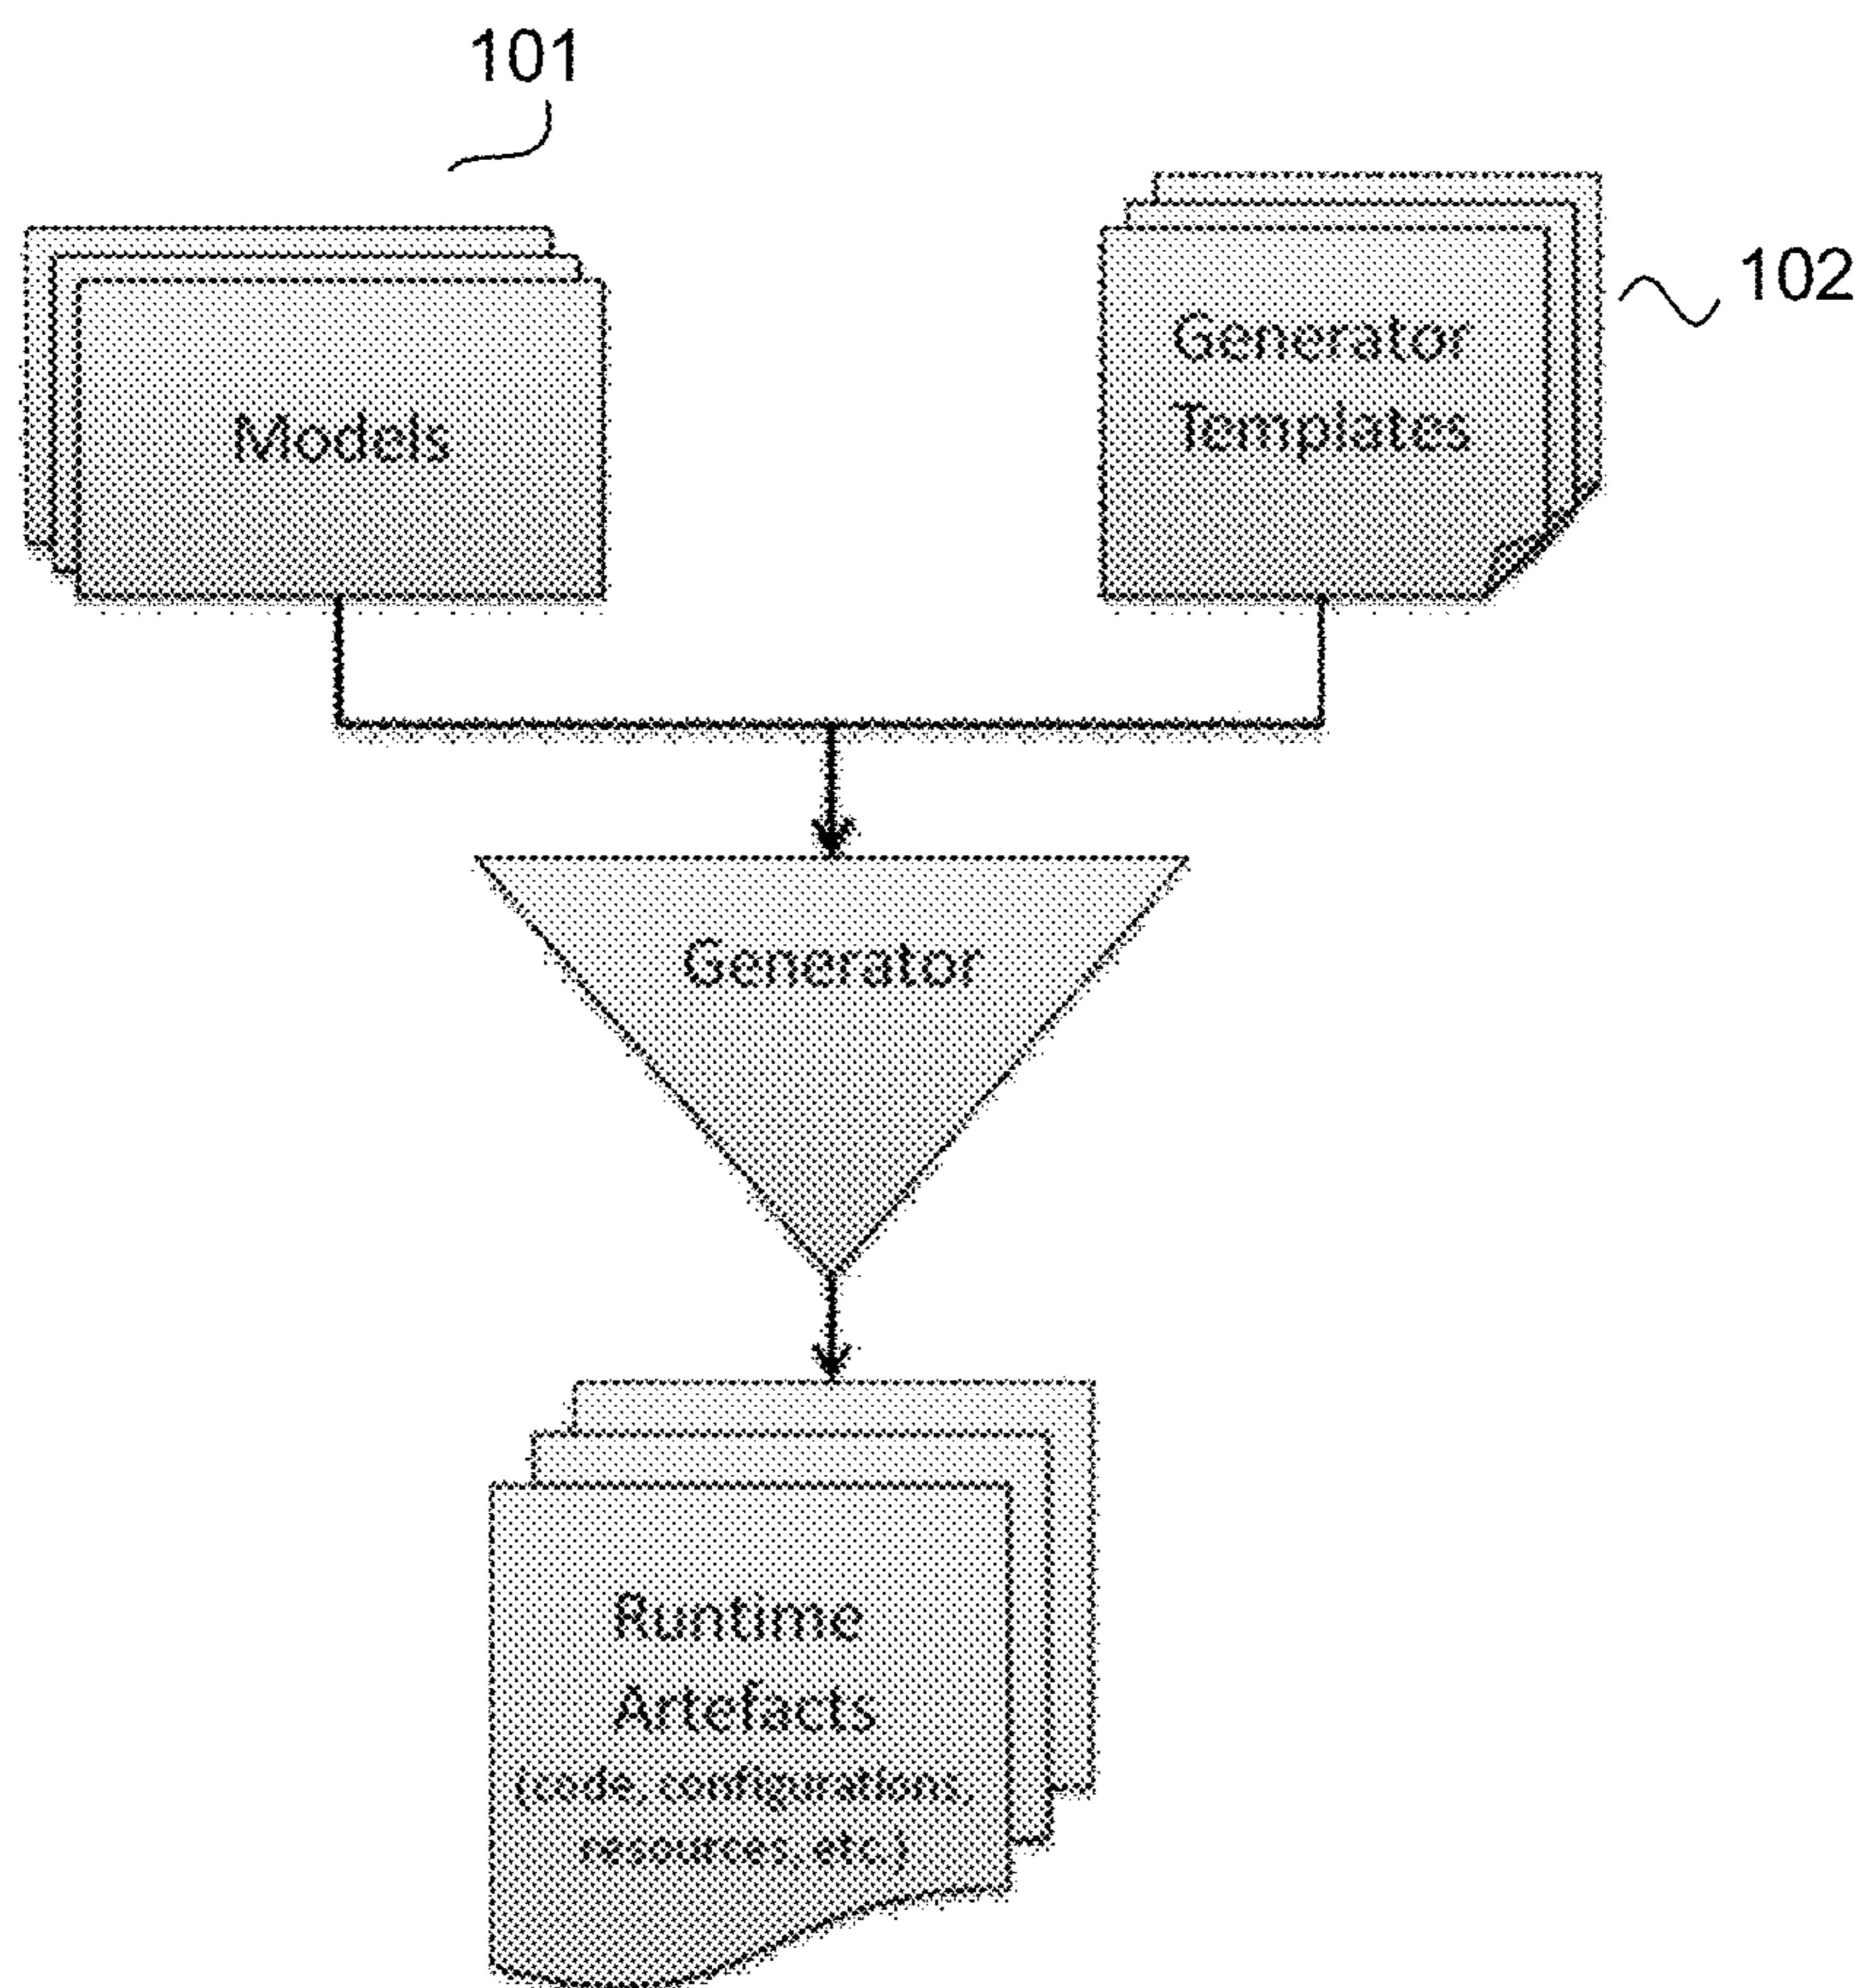 101
102
Models
Generator
Templates
Generator
Runtime
Artefacts
(code, configurations,
resources, etc.)